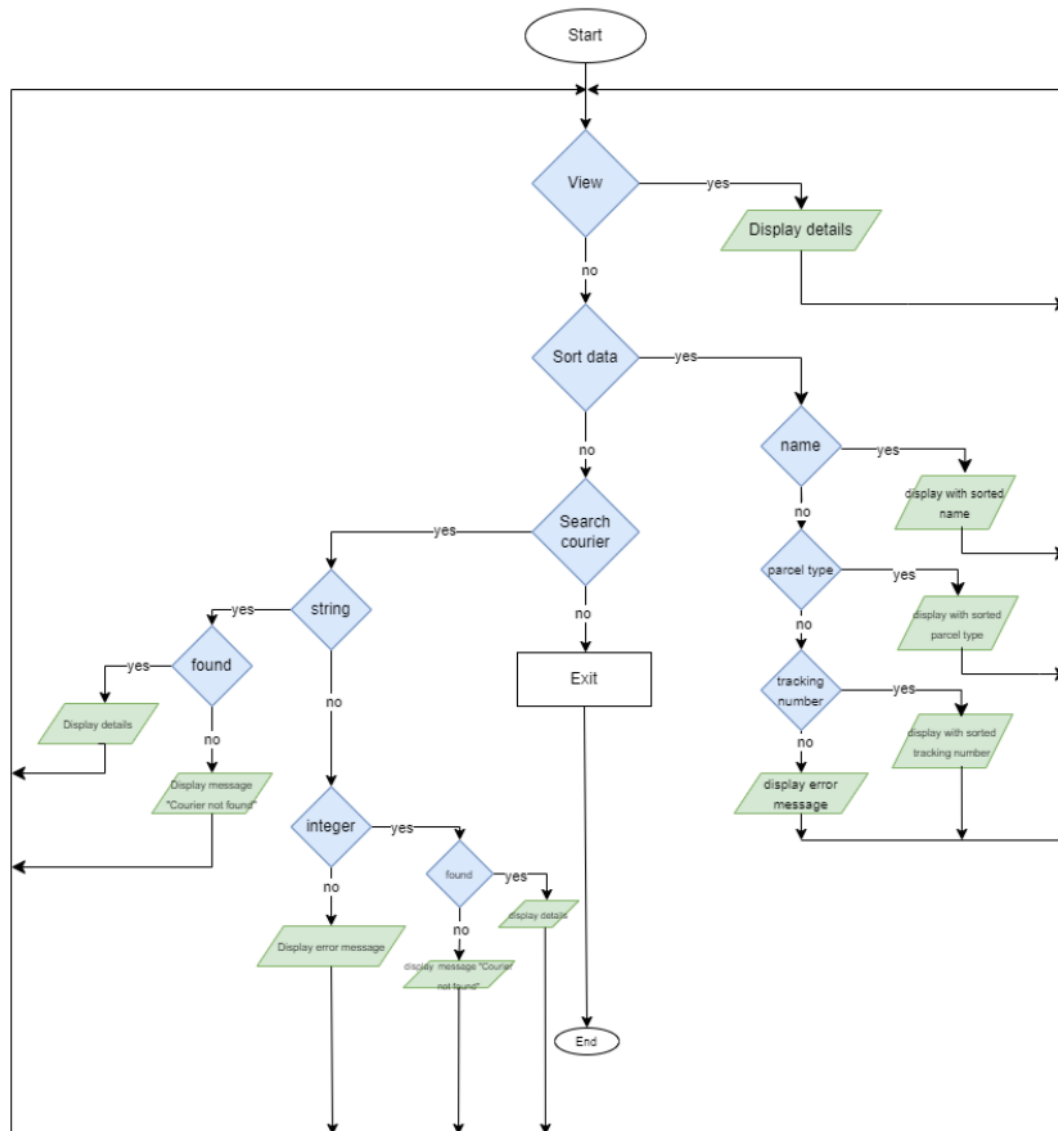 Start
View
yes
Display details
no
Sort data
yes
name
yes
display with sorted
name
no
no
Search
courier
yes
parcel type
yes
display with sorted
parcel type
no
string
yes
no
found
yes
Exit
tracking
number
yes
display with sorted
tracking number
no
Display details
no
no
Display message
"Courier not found"
display error
message
integer
yes
found
yes
no
display details
no
Display error message
display message "Courier
not found"
End